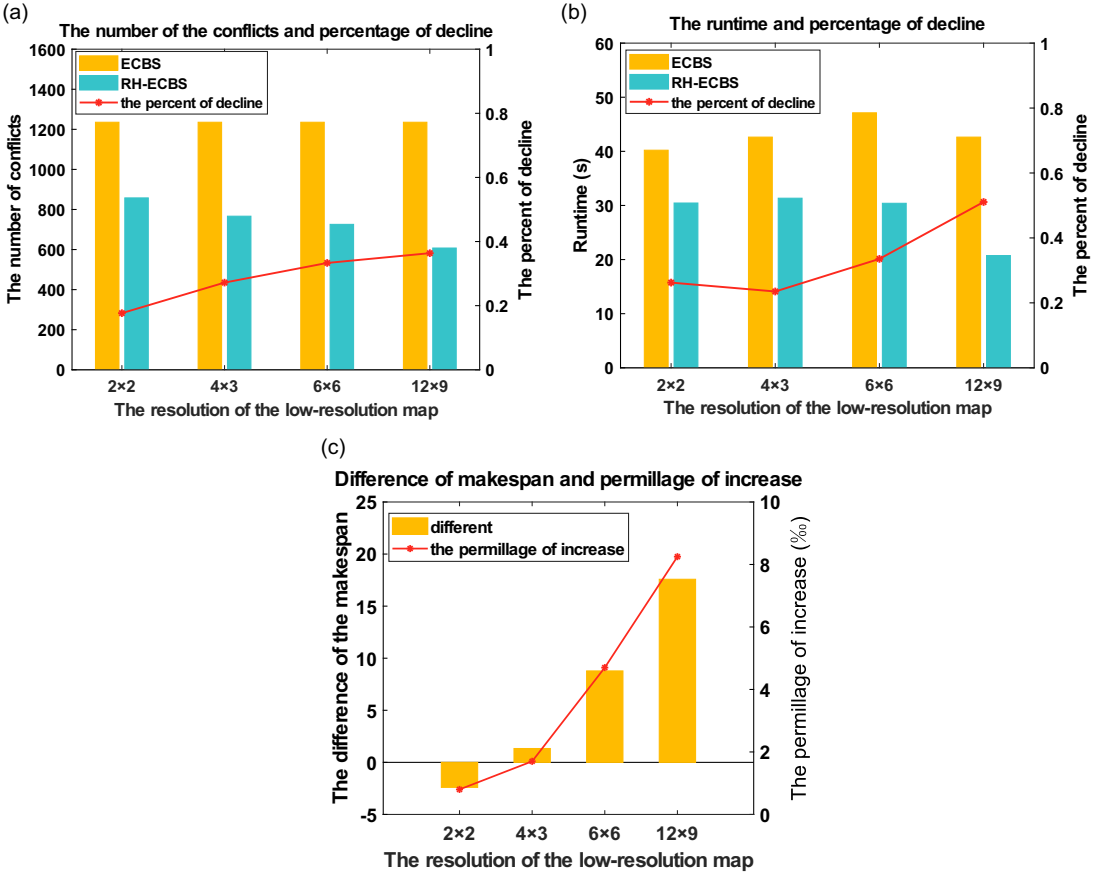 (a)
The number of the conflicts and percentage of decline
ECBS
RH-ECBS
the percent of decline
1600
1400
1200
1000
800
600
400
200
0
The number of conflicts
1
0.8
0.6
0.4
0.2
0
The percent of decline
2×2
4×3
6×6
12×9
The resolution of the low-resolution map
(b)
The runtime and percentage of decline
ECBS
RH-ECBS
the percent of decline
60
50
40
30
20
10
0
Runtime (s)
1
0.8
0.6
0.4
0.2
0
The percent of decline
2×2
4×3
6×6
12×9
The resolution of the low-resolution map
(c)
Difference of makespan and permillage of increase
different
the permillage of increase
25
20
15
10
5
0
-5
The difference of the makespan
10
8
6
4
2
0
The permillage of increase (‰)
2×2
4×3
6×6
12×9
The resolution of the low-resolution map